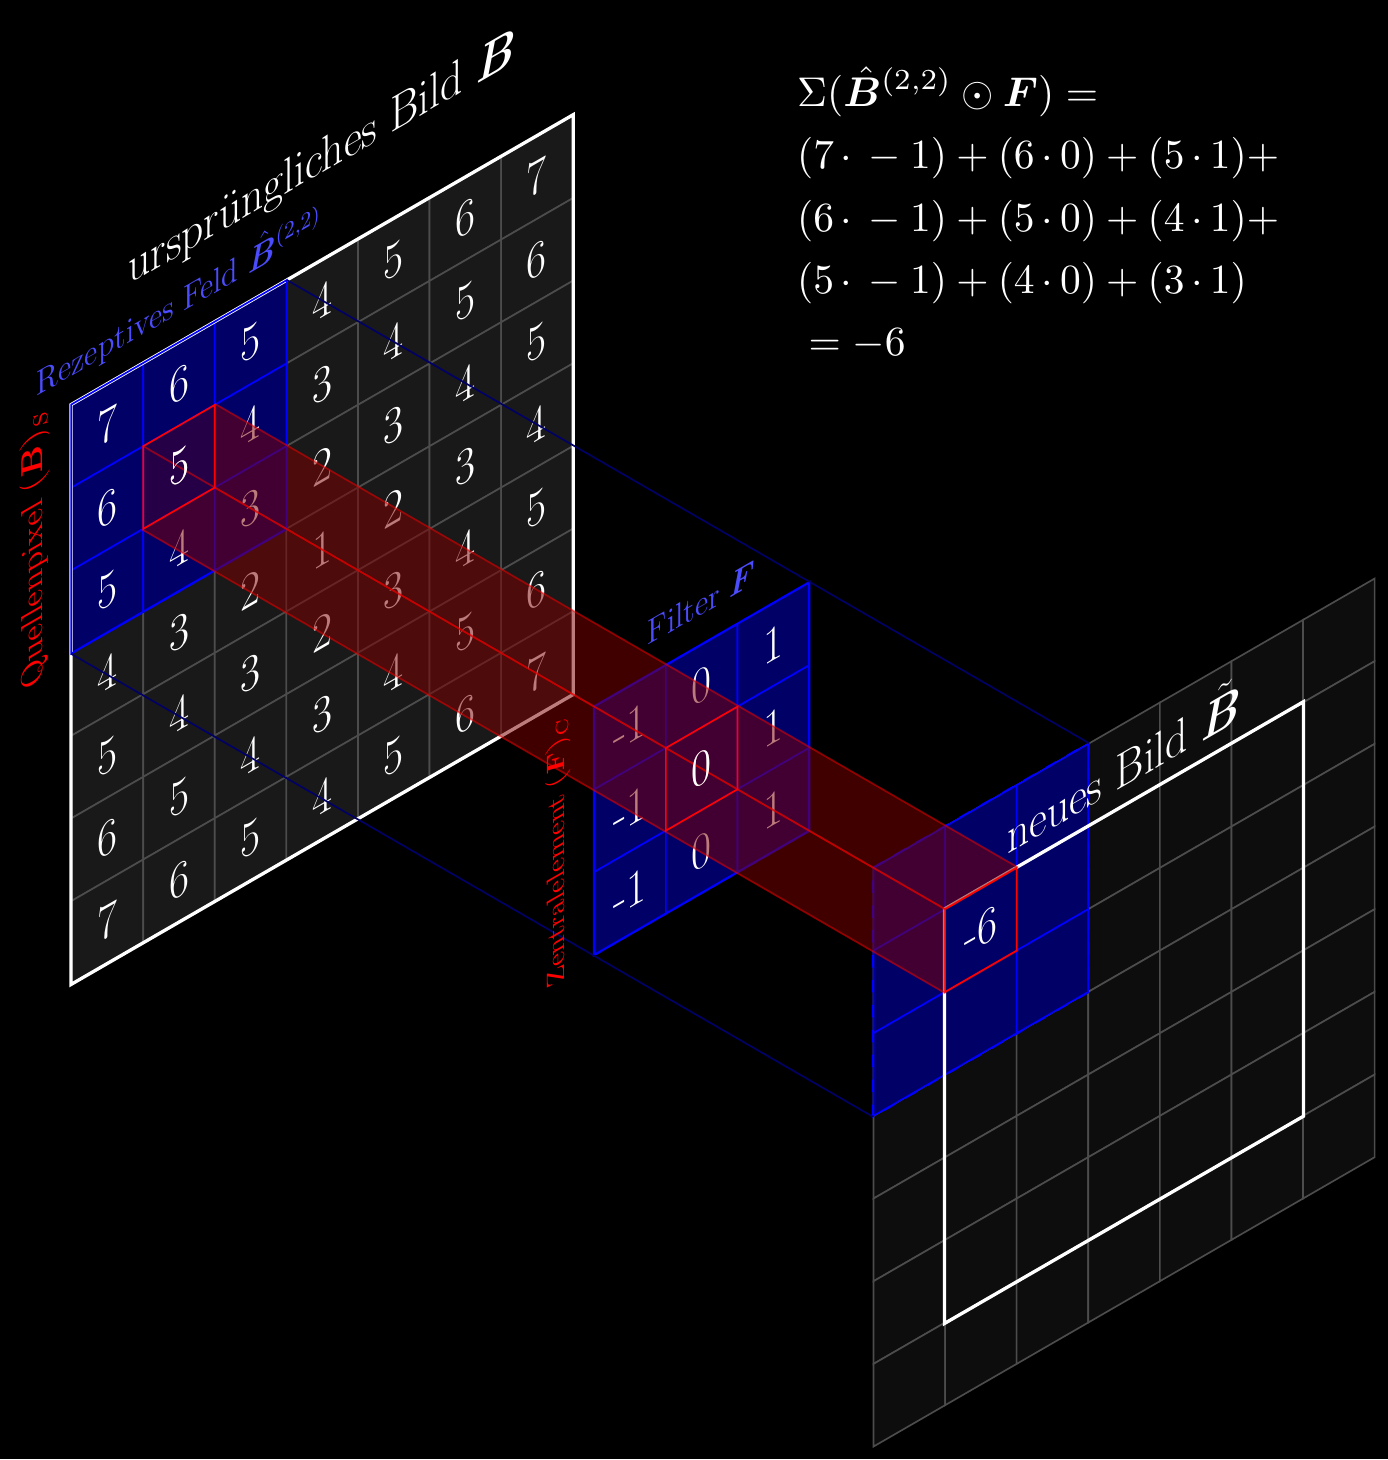 ursprüngliches Bild B
Rezeptives Feld B̂^(2,2)
Quellenpixel (B)S
7 6 5 4 5 6 7
6 5 4 3 4 5 6
5 4 3 2 3 4 5
4 3 2 1 2 3 4
5 4 3 2 3 4 5
6 5 4 3 4 5 6
7 6 5 4 5 6 7
Σ(B̂^(2,2) ⊙ F) =
(7 · −1) + (6 · 0) + (5 · 1)+
(6 · −1) + (5 · 0) + (4 · 1)+
(5 · −1) + (4 · 0) + (3 · 1)
= −6
Filter F
Zentralelement (F)C
-1 0 1
-1 0 1
-1 0 1
neues Bild B̃
-6